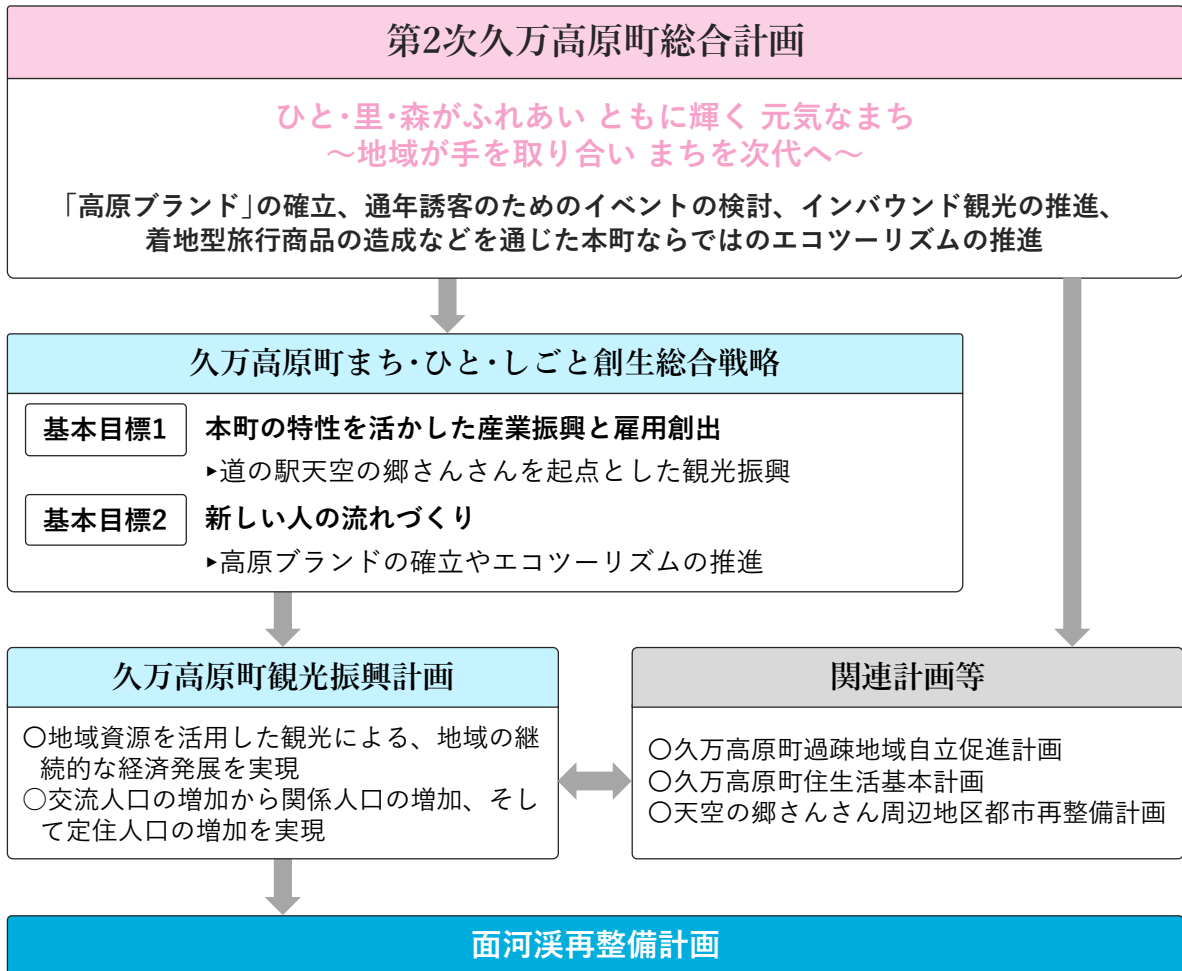 第2次久万高原町総合計画
ひと・里・森がふれあい ともに輝く 元気なまち
～地域が手を取り合い まちを次代へ～
「高原ブランド」の確立、通年誘客のためのイベントの検討、インバウンド観光の推進、
着地型旅行商品の造成などを通じた本町ならではのエコツーリズムの推進
久万高原町まち・ひと・しごと創生総合戦略
基本目標1 本町の特性を活かした産業振興と雇用創出
▸道の駅天空の郷さんさんを起点とした観光振興
基本目標2 新しい人の流れづくり
▸高原ブランドの確立やエコツーリズムの推進
久万高原町観光振興計画
〇地域資源を活用した観光による、地域の継
続的な経済発展を実現
〇交流人口の増加から関係人口の増加、そし
て定住人口の増加を実現
関連計画等
〇久万高原町過疎地域自立促進計画
〇久万高原町住生活基本計画
〇天空の郷さんさん周辺地区都市再整備計画
面河渓再整備計画